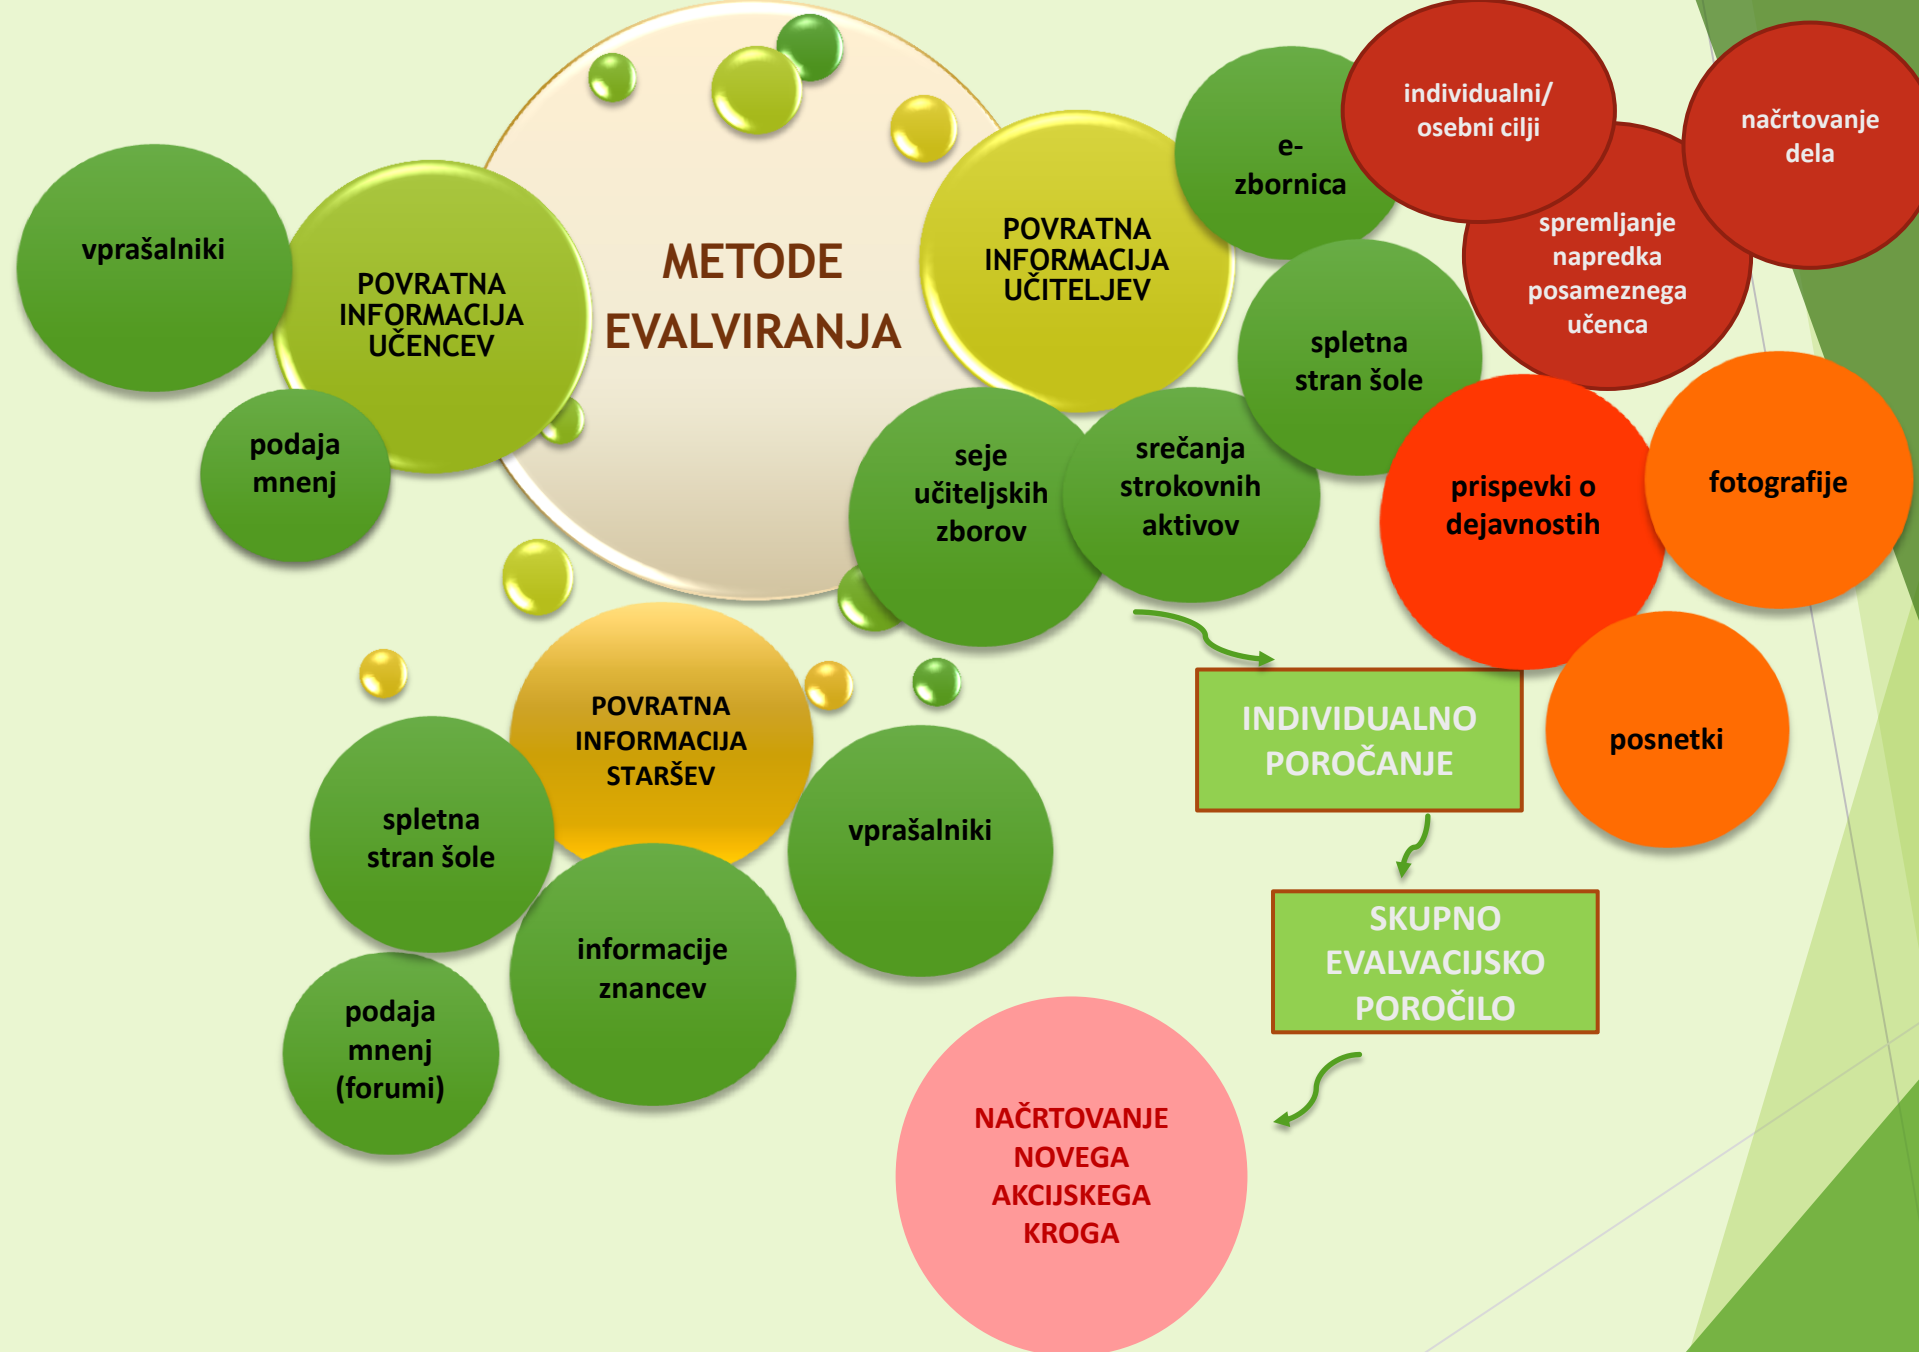 METODE
EVALVIRANJA
POVRATNA
INFORMACIJA
UČENCEV
vprašalniki
podaja
mnenj
POVRATNA
INFORMACIJA
UČITELJEV
e-
zbornica
individualni/
osebni cilji
načrtovanje
dela
spremljanje
napredka
posameznega
učenca
spletna
stran šole
seje
učiteljskih
zborov
srečanja
strokovnih
aktivov
prispevki o
dejavnostih
fotografije
posnetki
POVRATNA
INFORMACIJA
STARŠEV
spletna
stran šole
vprašalniki
informacije
znancev
podaja
mnenj
(forumi)
INDIVIDUALNO
POROČANJE
SKUPNO
EVALVACIJSKO
POROČILO
NAČRTOVANJE
NOVEGA
AKCIJSKEGA
KROGA